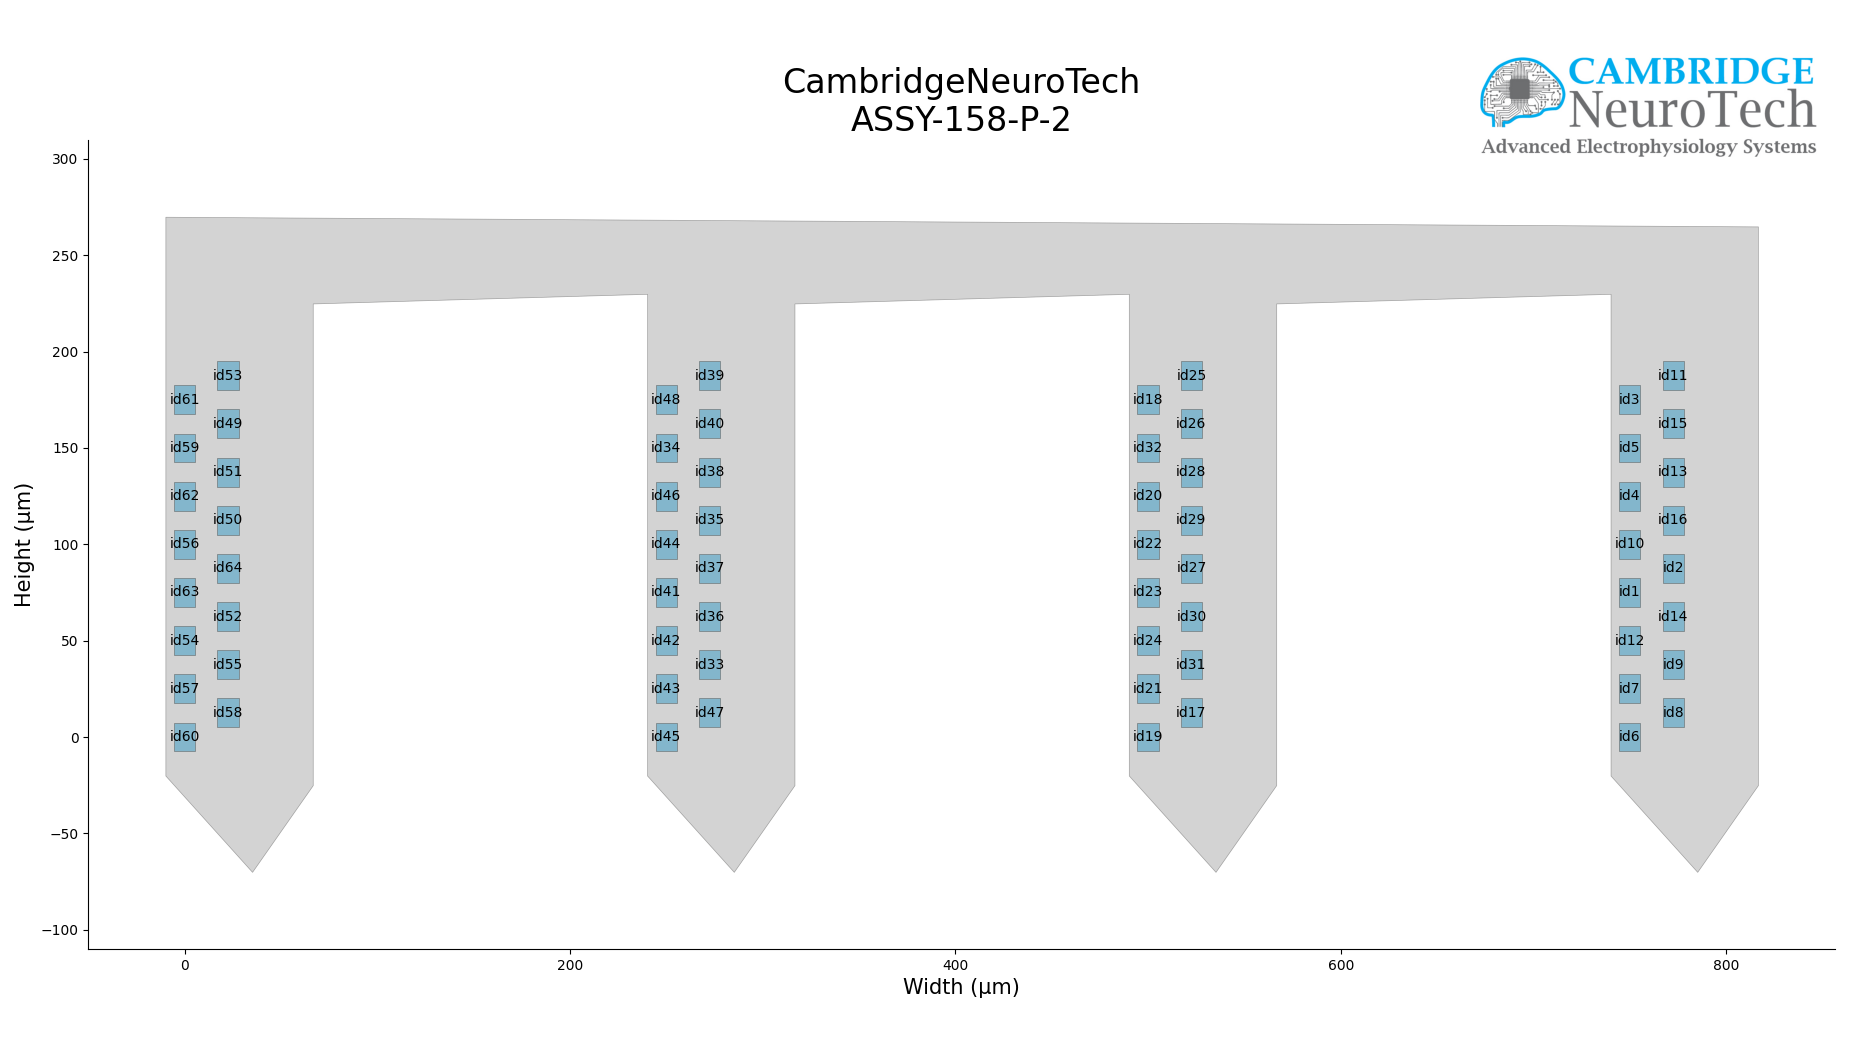 CambridgeNeuroTech
ASSY-158-P-2
CAMBRIDGE
NeuroTech
Advanced Electrophysiology Systems
Height (μm)
300
250
200
150
100
50
0
−50
−100
id53 id39 id25 id11
id61 id48 id18 id3
id49 id40 id26 id15
id59 id34 id32 id5
id51 id38 id28 id13
id62 id46 id20 id4
id50 id35 id29 id16
id56 id44 id22 id10
id64 id37 id27 id2
id63 id41 id23 id1
id52 id36 id30 id14
id54 id42 id24 id12
id55 id33 id31 id9
id57 id43 id21 id7
id58 id47 id17 id8
id60 id45 id19 id6
0 200 400 600 800
Width (μm)